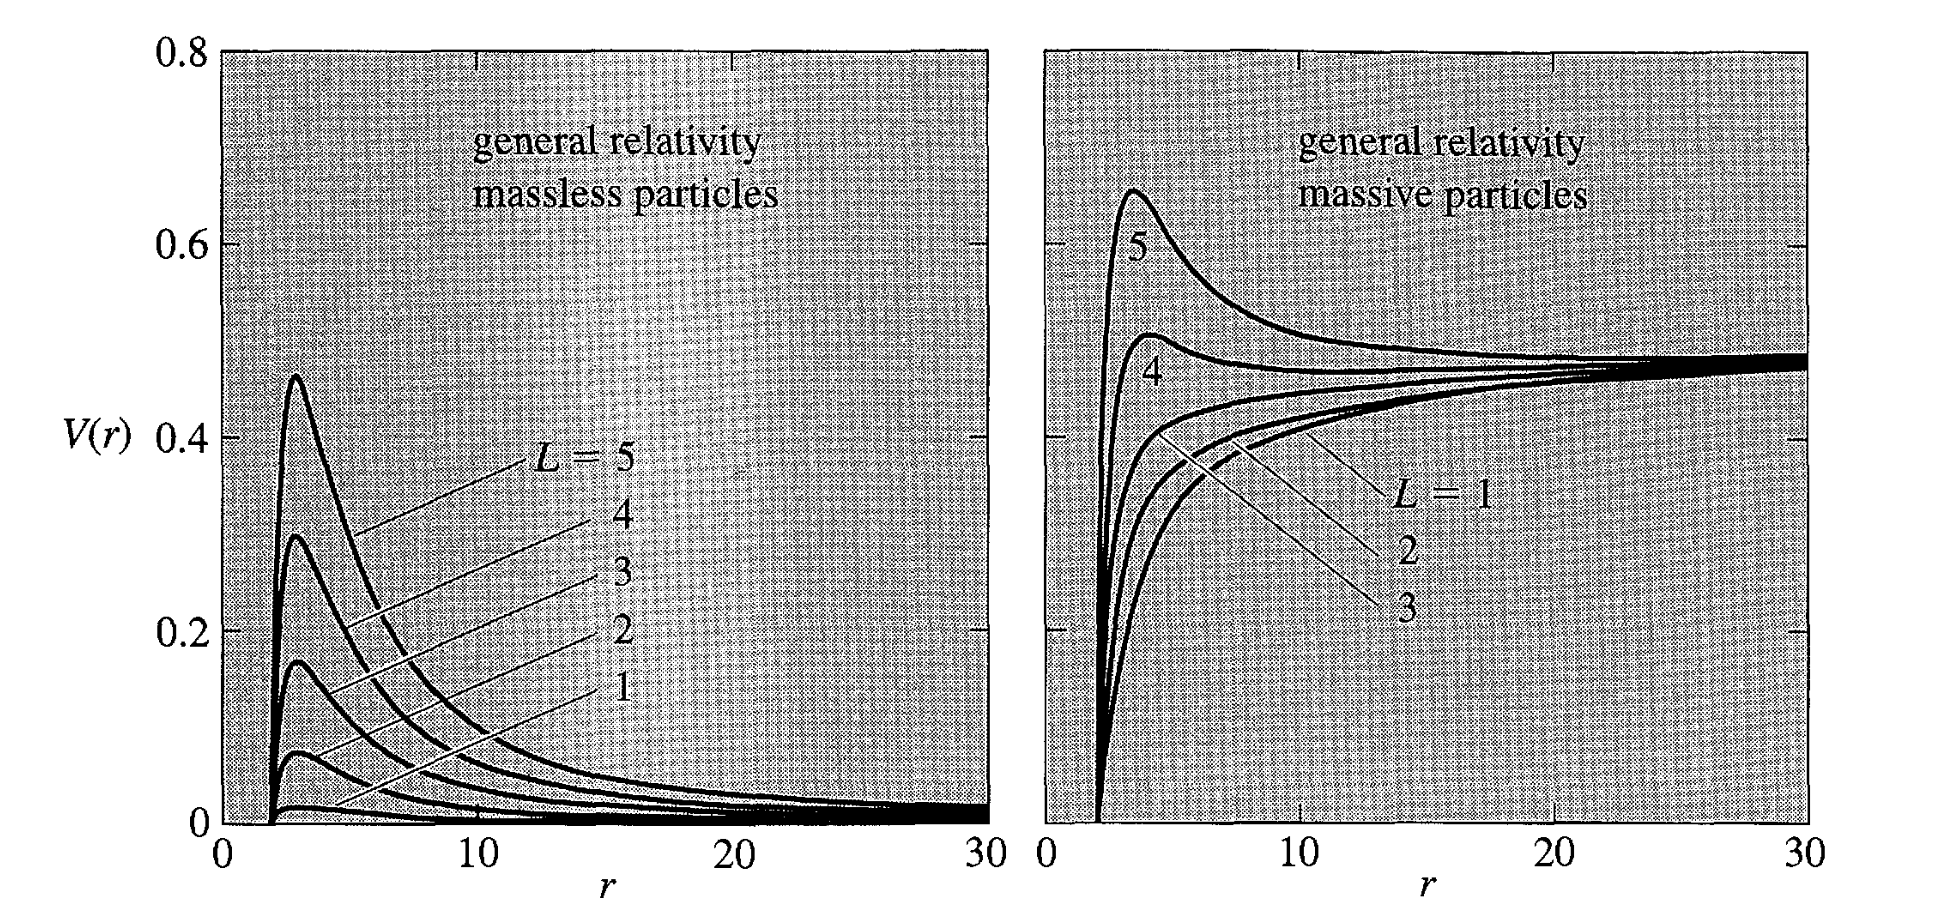 0.8
0.6
V(r) 0.4
0.2
0
general relativity
massless particles
L = 5
4
3
2
1
0 10 20 30
r
general relativity
massive particles
5
4
L = 1
2
3
0 10 20 30
r